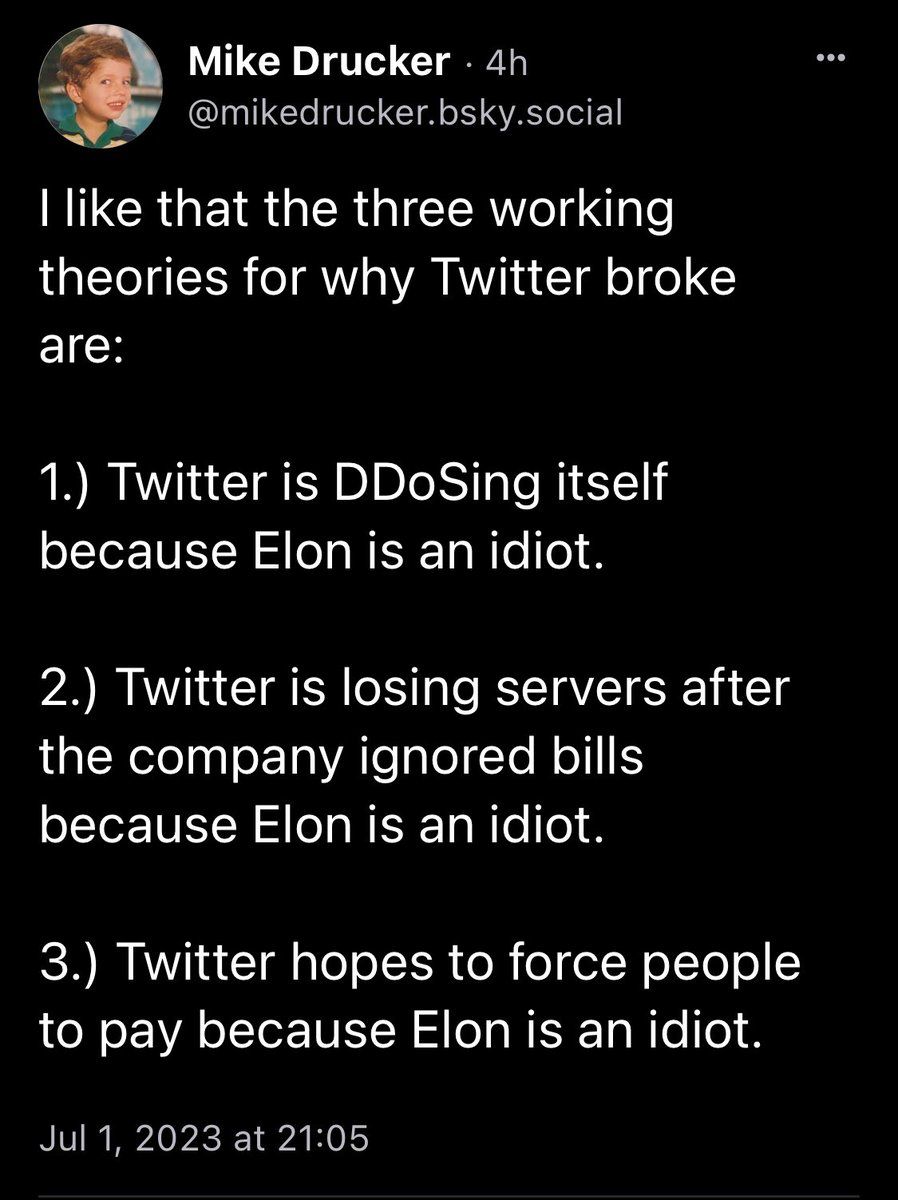 Mike Drucker · 4h
@mikedrucker.bsky.social
I like that the three working
theories for why Twitter broke
are:
1.) Twitter is DDoSing itself
because Elon is an idiot.
2.) Twitter is losing servers after
the company ignored bills
because Elon is an idiot.
3.) Twitter hopes to force people
to pay because Elon is an idiot.
Jul 1, 2023 at 21:05